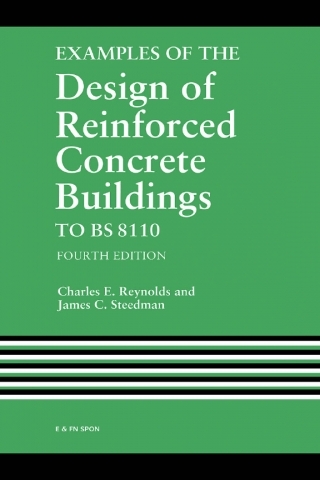 EXAMPLES OF THE
Design of
Reinforced
Concrete
Buildings
TO BS 8110
FOURTH EDITION
Charles E. Reynolds and
James C. Steedman
E & FN SPON